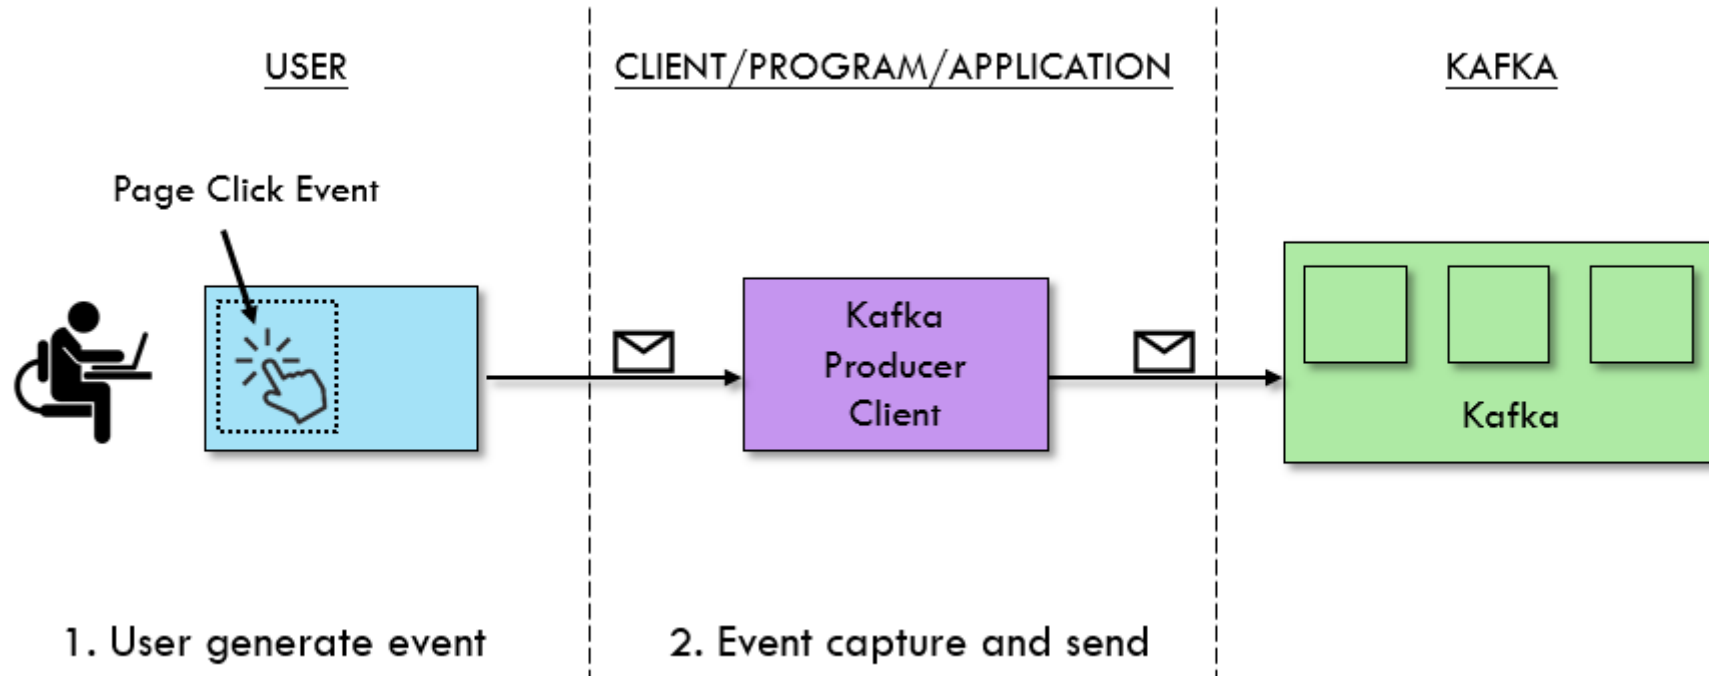 USER
CLIENT/PROGRAM/APPLICATION
KAFKA
Page Click Event
Kafka
Producer
Client
Kafka
1. User generate event
2. Event capture and send